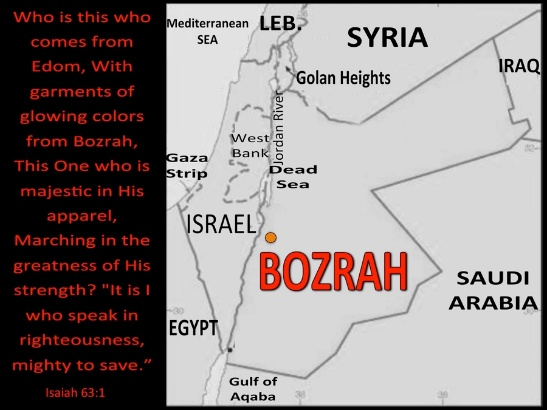 Who is this who
comes from
Edom, With
garments of
glowing colors
from Bozrah,
This One who is
majestic in His
apparel,
Marching in the
greatness of His
strength? "It is I
who speak in
righteousness,
mighty to save.”
Isaiah 63:1
Mediterranean
SEA
LEB.
SYRIA
IRAQ
Golan Heights
Jordan River
West
Bank
Gaza
Strip
Dead
Sea
ISRAEL
BOZRAH
SAUDI
ARABIA
EGYPT
Gulf of
Aqaba
36